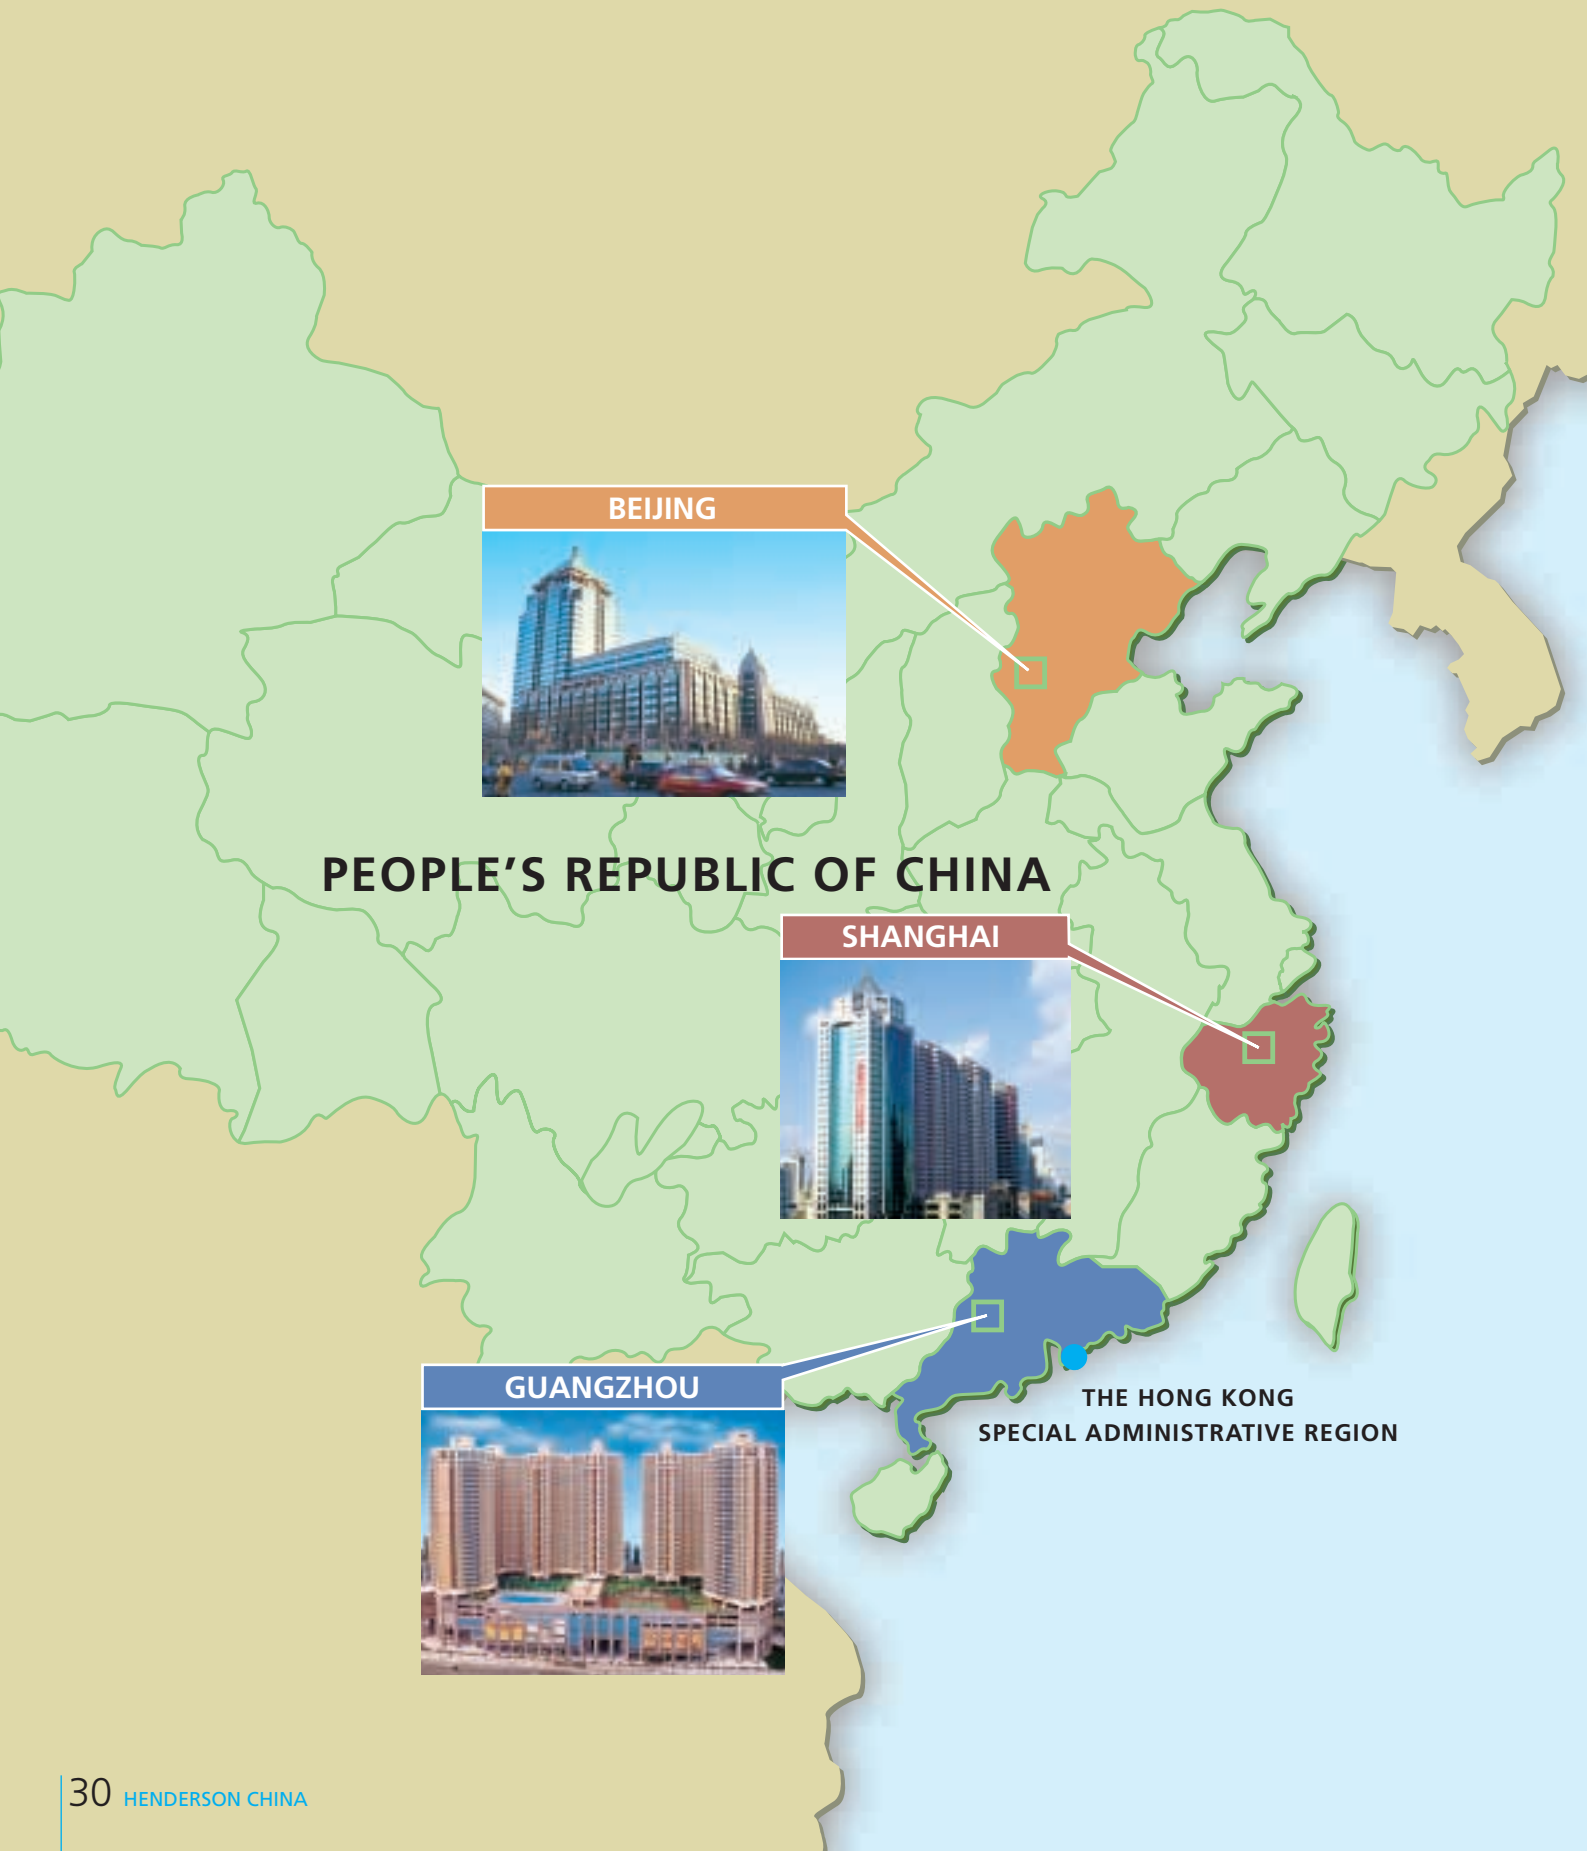 BEIJING
PEOPLE’S REPUBLIC OF CHINA
SHANGHAI
GUANGZHOU
THE HONG KONG
SPECIAL ADMINISTRATIVE REGION
30 HENDERSON CHINA